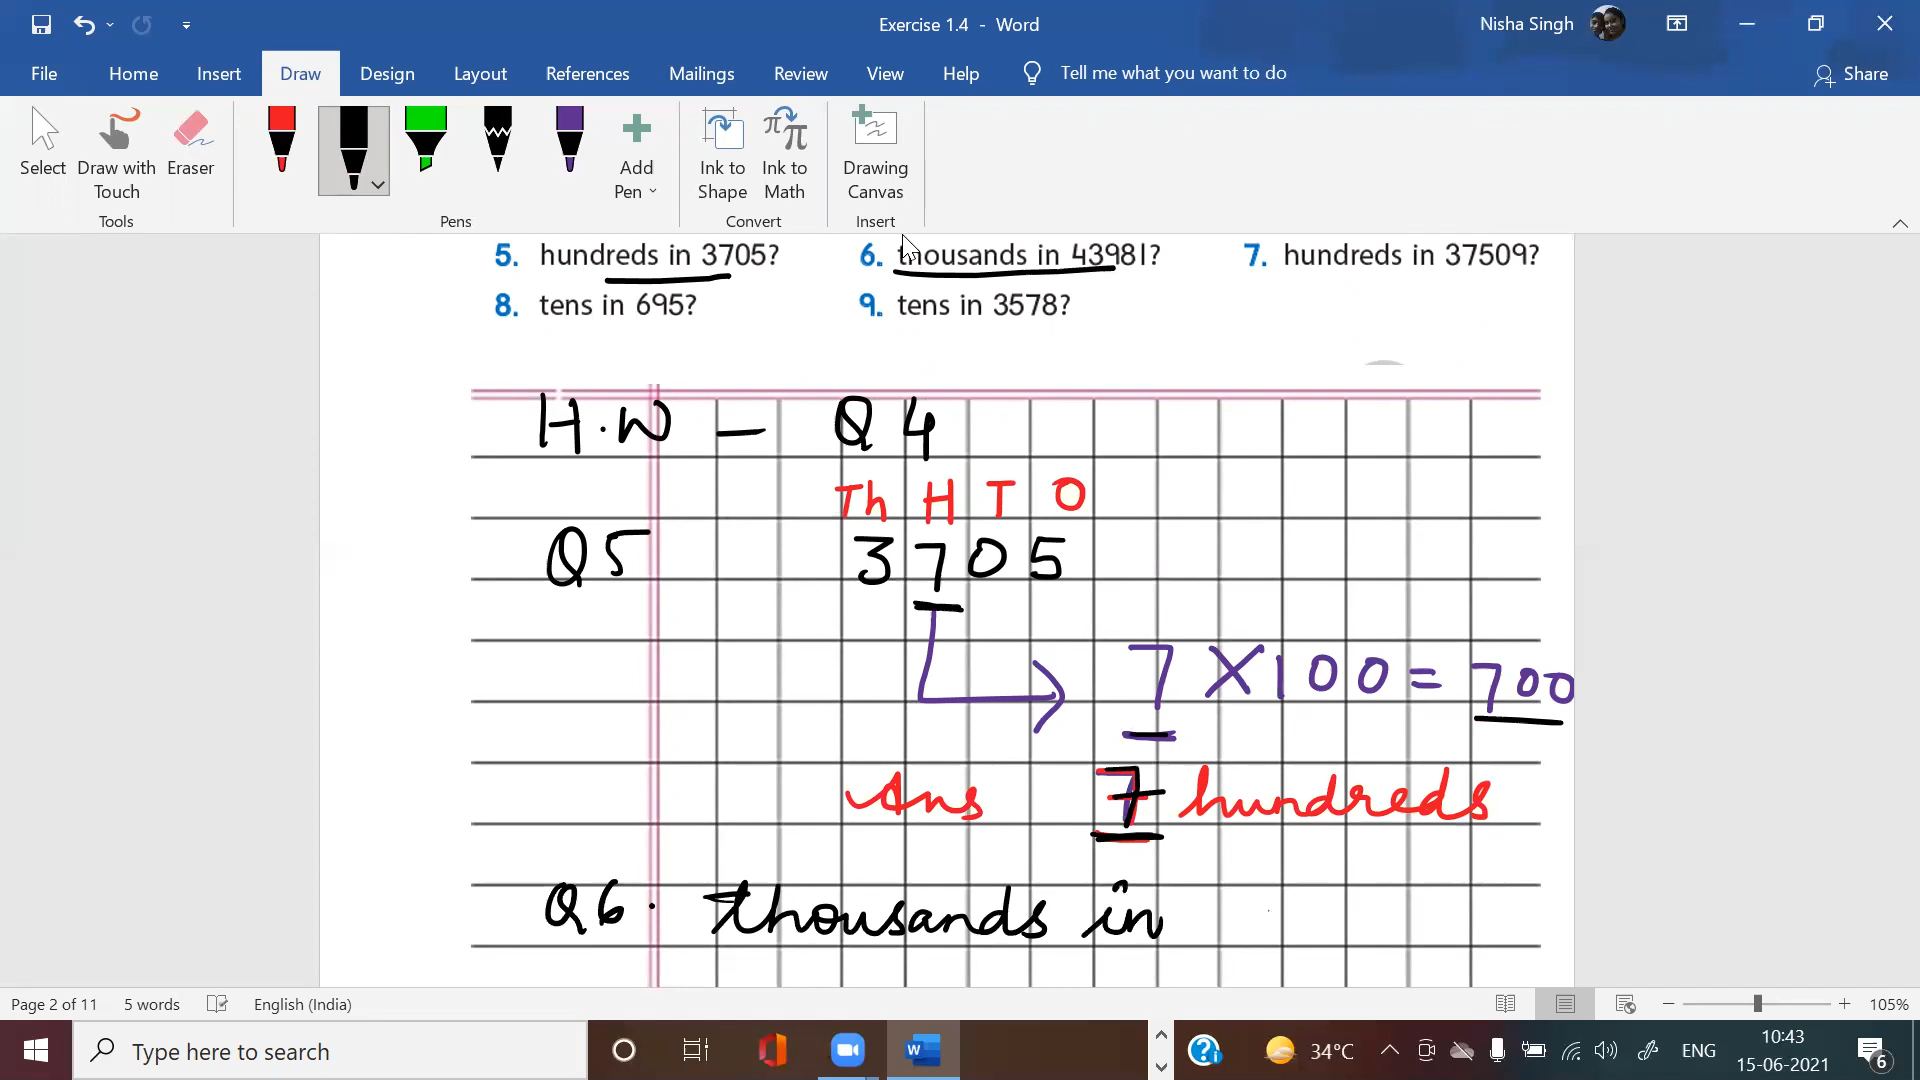 Exercise 1.4 - Word
Nisha Singh
File Home Insert Draw Design Layout References Mailings Review View Help Tell me what you want to do Share
Select Draw with Touch Eraser
Add Pen
Ink to Shape Ink to Math
Drawing Canvas
Tools Pens Convert Insert
5. hundreds in 3705? 6. thousands in 43981? 7. hundreds in 37509?
8. tens in 695? 9. tens in 3578?
H.W — Q 4
Th H T O
Q5 3705
7 X 100 = 700
Ans 7 hundreds
Q6. thousands in
Page 2 of 11 5 words English (India) 105%
Type here to search
34°C ENG 10:43
15-06-2021 6